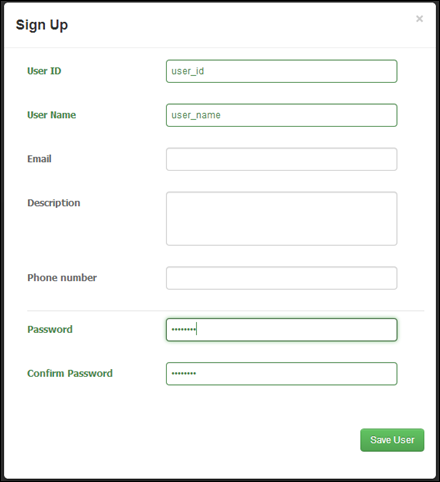 Sign Up
×
User ID
user_id
User Name
user_name
Email
Description
Phone number
Password
••••••••
Confirm Password
••••••••
Save User